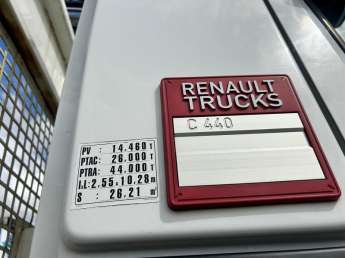 RENAULT
TRUCKS
C 440
PV : 14.460 T
PTAC: 26.000 T
PTRA: 44.000 T
L.l.: 2.55.10.28 m
S : 26.21 m²